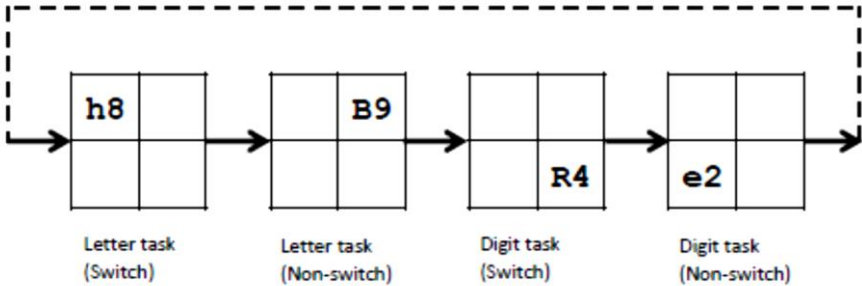 h8
B9
R4
e2
Letter task
(Switch)
Letter task
(Non-switch)
Digit task
(Switch)
Digit task
(Non-switch)